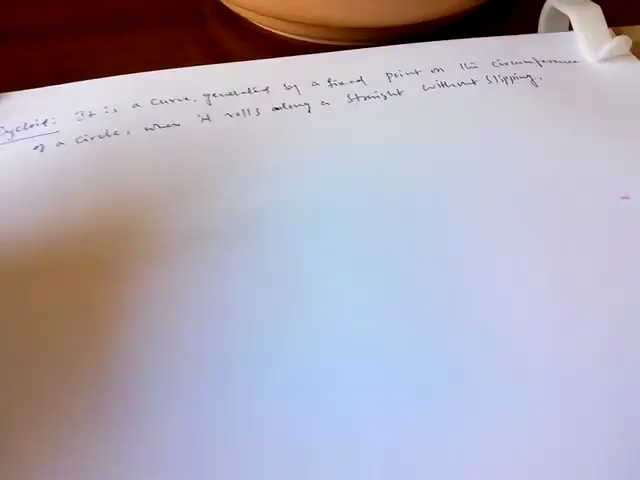 Cycloid: It is a curve, generated by a fixed point on the circumference
of a circle, when it rolls along a straight without slipping.